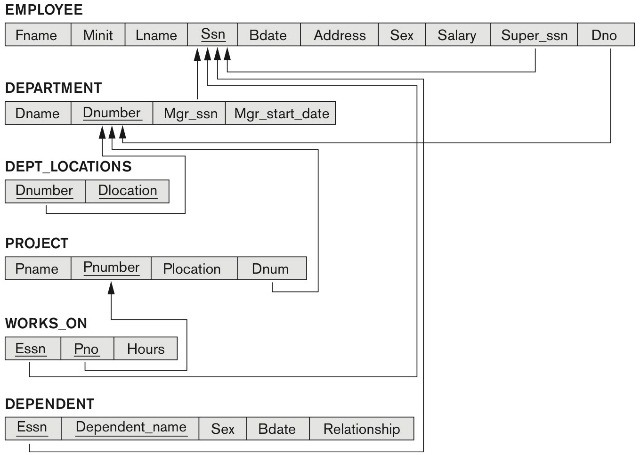 EMPLOYEE
Fname Minit Lname Ssn Bdate Address Sex Salary Super_ssn Dno
DEPARTMENT
Dname Dnumber Mgr_ssn Mgr_start_date
DEPT_LOCATIONS
Dnumber Dlocation
PROJECT
Pname Pnumber Plocation Dnum
WORKS_ON
Essn Pno Hours
DEPENDENT
Essn Dependent_name Sex Bdate Relationship